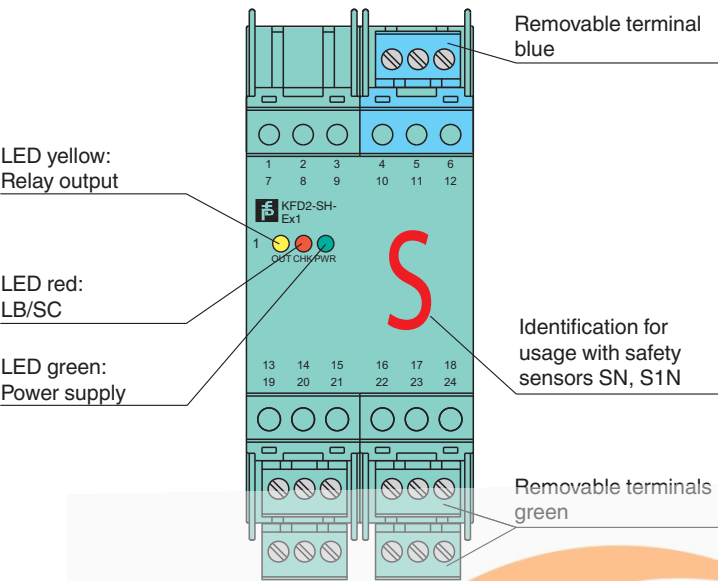 Removable terminal
blue
LED yellow:
Relay output
1 2 3 4 5 6
7 8 9 10 11 12
KFD2-SH-
Ex1
1
OUT CHK PWR
LED red:
LB/SC
Identification for
usage with safety
sensors SN, S1N
S
LED green:
Power supply
13 14 15 16 17 18
19 20 21 22 23 24
Removable terminals
green